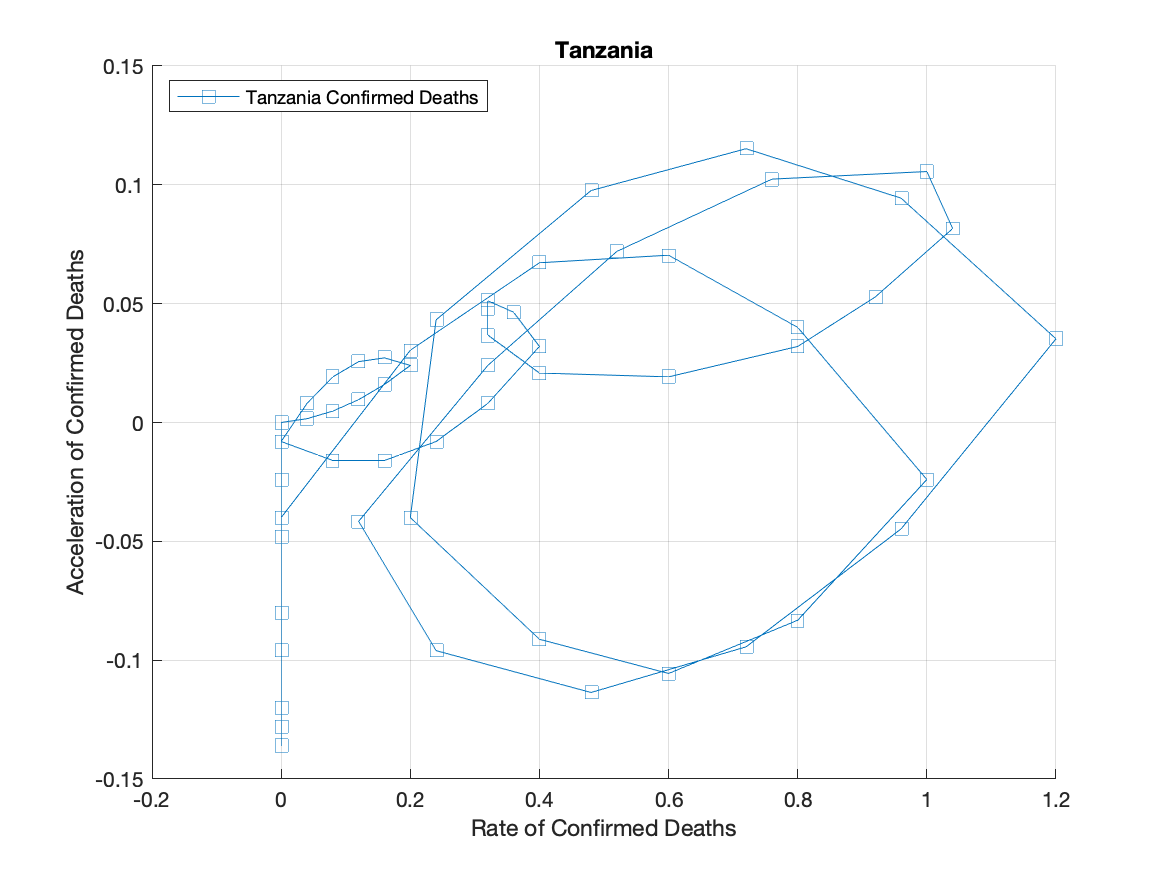 Tanzania
0.15
Tanzania Confirmed Deaths
0.1
0.05
0
-0.05
-0.1
-0.15
Acceleration of Confirmed Deaths
-0.2 0 0.2 0.4 0.6 0.8 1 1.2
Rate of Confirmed Deaths